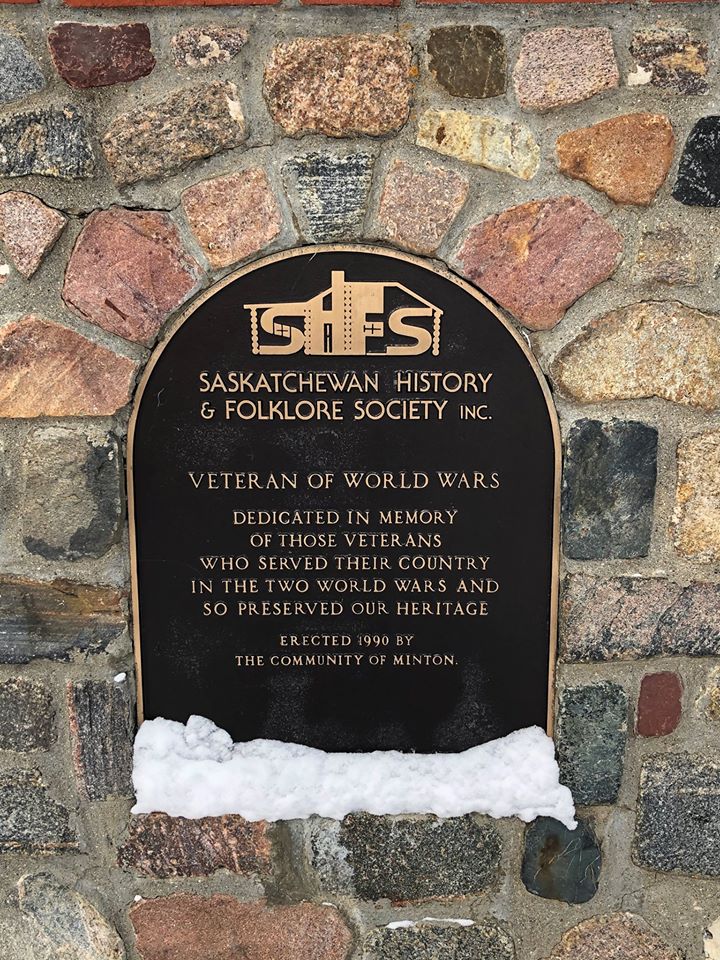 SHFS
SASKATCHEWAN HISTORY
& FOLKLORE SOCIETY INC.
VETERAN OF WORLD WARS
DEDICATED IN MEMORY
OF THOSE VETERANS
WHO SERVED THEIR COUNTRY
IN THE TWO WORLD WARS AND
SO PRESERVED OUR HERITAGE
ERECTED 1990 BY
THE COMMUNITY OF MINTON.